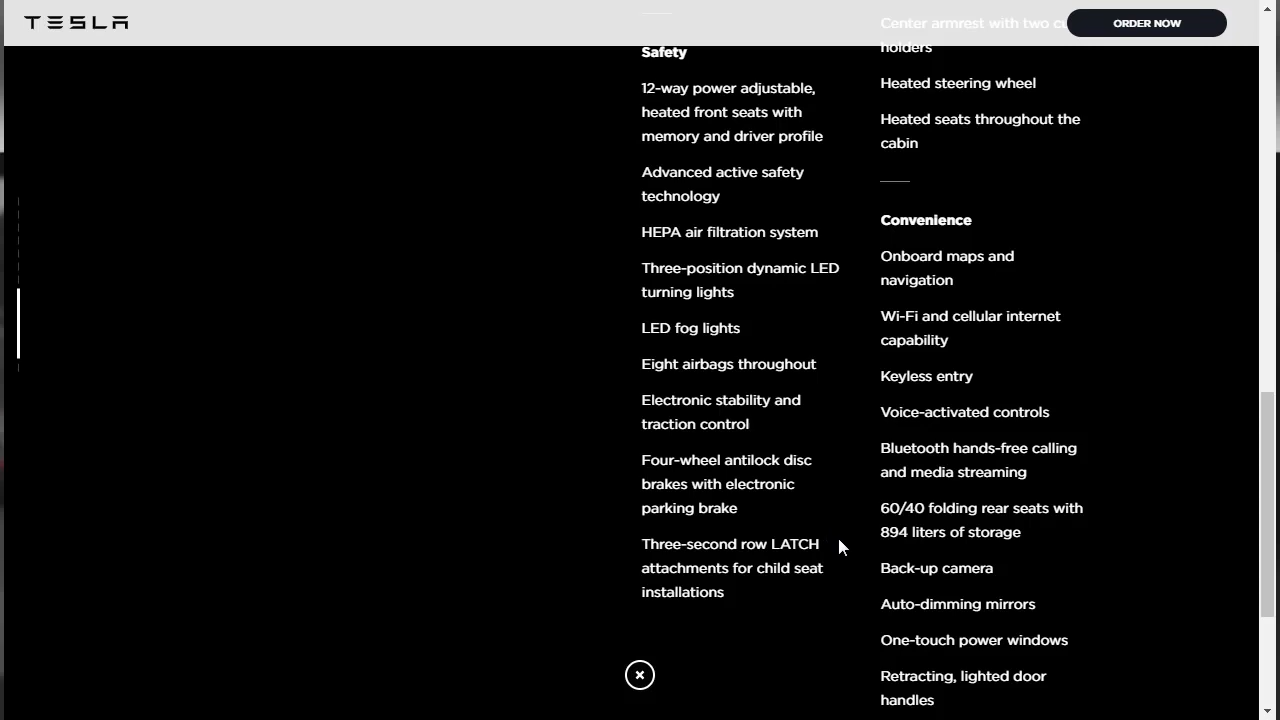 TESLA
ORDER NOW
Safety
12-way power adjustable,
heated front seats with
memory and driver profile
Advanced active safety
technology
HEPA air filtration system
Three-position dynamic LED
turning lights
LED fog lights
Eight airbags throughout
Electronic stability and
traction control
Four-wheel antilock disc
brakes with electronic
parking brake
Three-second row LATCH
attachments for child seat
installations
Center armrest with two cu
holders
Heated steering wheel
Heated seats throughout the
cabin
Convenience
Onboard maps and
navigation
Wi-Fi and cellular internet
capability
Keyless entry
Voice-activated controls
Bluetooth hands-free calling
and media streaming
60/40 folding rear seats with
894 liters of storage
Back-up camera
Auto-dimming mirrors
One-touch power windows
Retracting, lighted door
handles